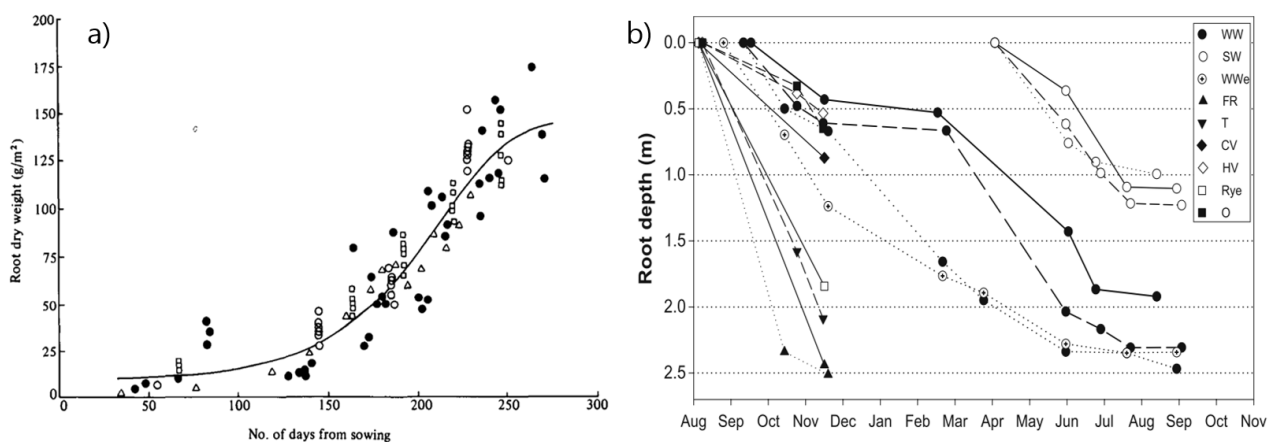 a)
Root dry weight (g/m²)
200
175
150
125
100
75
50
25
0
0 50 100 150 200 250 300
No. of days from sowing
b)
Root depth (m)
0.0
0.5
1.0
1.5
2.0
2.5
Aug Sep Oct Nov Dec Jan Feb Mar Apr May Jun Jul Aug Sep Oct Nov
WW
SW
WWe
FR
T
CV
HV
Rye
O